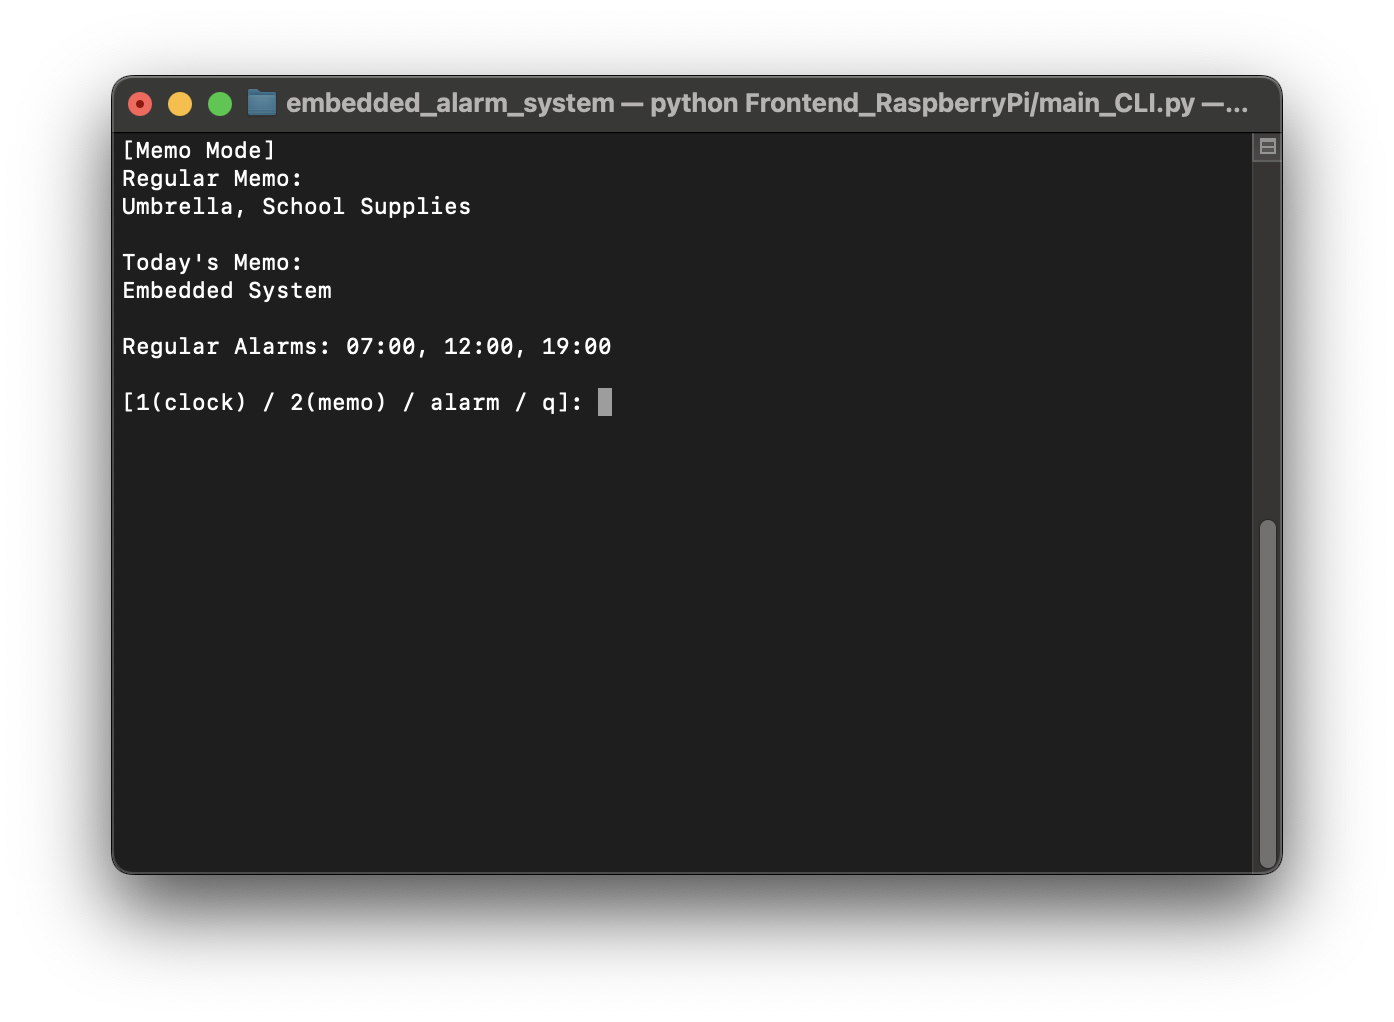 embedded_alarm_system — python Frontend_RaspberryPi/main_CLI.py —...
[Memo Mode]
Regular Memo:
Umbrella, School Supplies
Today's Memo:
Embedded System
Regular Alarms: 07:00, 12:00, 19:00
[1(clock) / 2(memo) / alarm / q]: